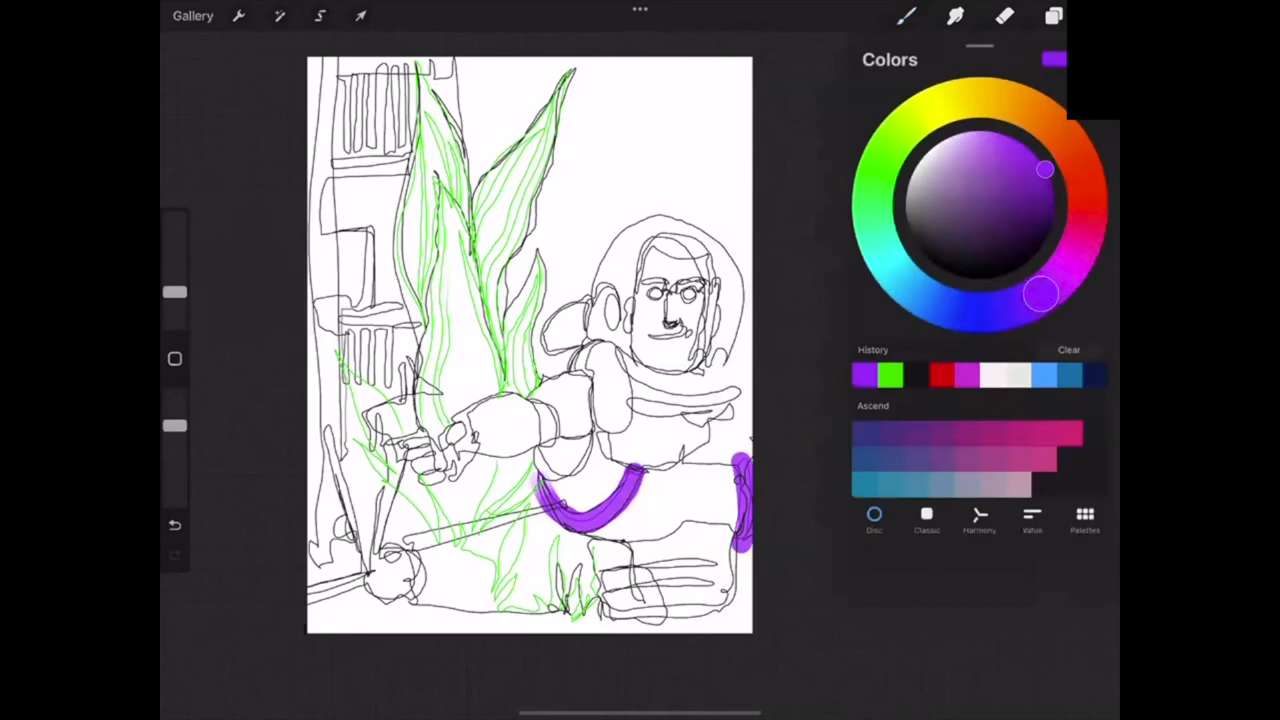 Gallery
Colors
History Clear
Ascend
Disc Classic Harmony Value Palettes